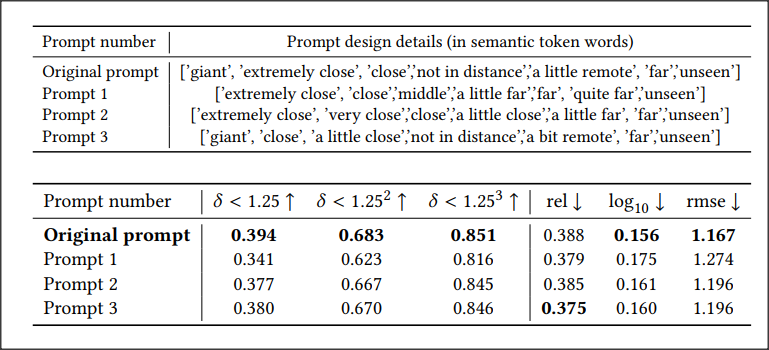 Prompt number Prompt design details (in semantic token words)
Original prompt ['giant', 'extremely close', 'close','not in distance','a little remote', 'far','unseen']
Prompt 1 ['extremely close', 'close','middle','a little far','far', 'quite far','unseen']
Prompt 2 ['extremely close', 'very close','close','a little close','a little far', 'far','unseen']
Prompt 3 ['giant', 'close', 'a little close','not in distance','a bit remote', 'far','unseen']
Prompt number δ < 1.25 ↑ δ < 1.25² ↑ δ < 1.25³ ↑ rel ↓ log₁₀ ↓ rmse ↓
Original prompt 0.394 0.683 0.851 0.388 0.156 1.167
Prompt 1 0.341 0.623 0.816 0.379 0.175 1.274
Prompt 2 0.377 0.667 0.845 0.385 0.161 1.196
Prompt 3 0.380 0.670 0.846 0.375 0.160 1.196